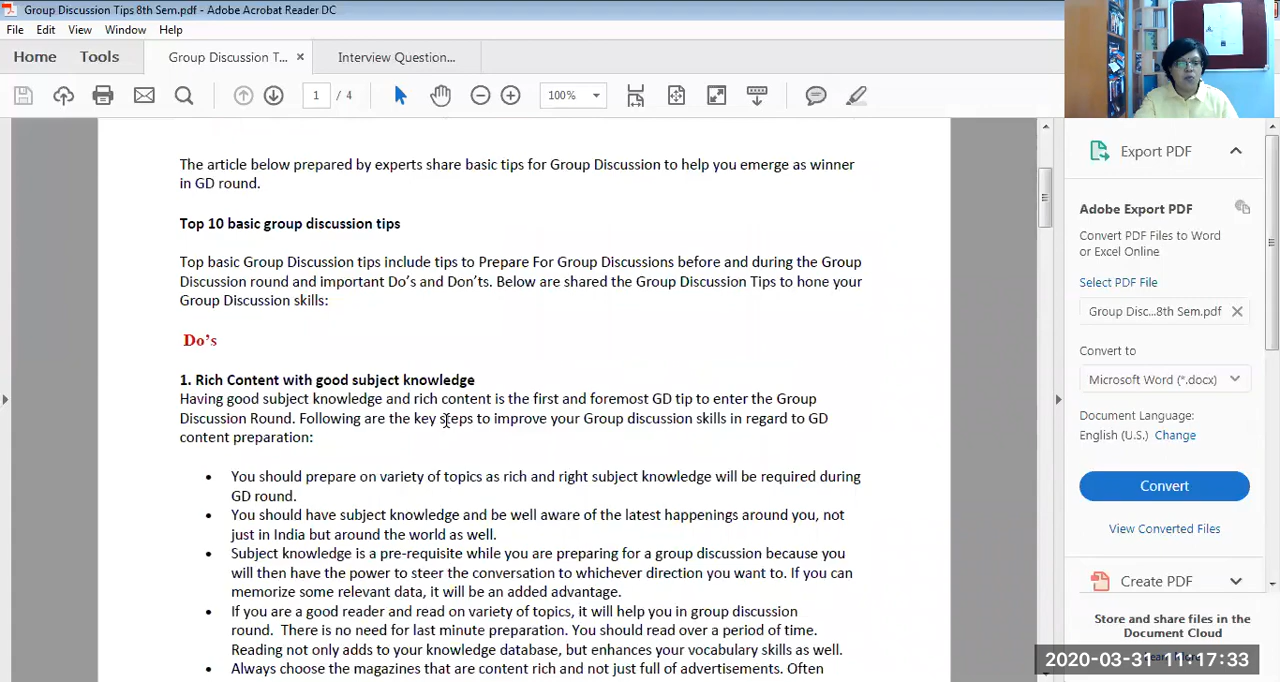 Group Discussion Tips 8th Sem.pdf - Adobe Acrobat Reader DC
File Edit View Window Help
Home Tools Group Discussion T... × Interview Question...
1 / 4 100%
The article below prepared by experts share basic tips for Group Discussion to help you emerge as winner
in GD round.
Top 10 basic group discussion tips
Top basic Group Discussion tips include tips to Prepare For Group Discussions before and during the Group
Discussion round and important Do's and Don'ts. Below are shared the Group Discussion Tips to hone your
Group Discussion skills:
Do's
1. Rich Content with good subject knowledge
Having good subject knowledge and rich content is the first and foremost GD tip to enter the Group
Discussion Round. Following are the key steps to improve your Group discussion skills in regard to GD
content preparation:
• You should prepare on variety of topics as rich and right subject knowledge will be required during
GD round.
• You should have subject knowledge and be well aware of the latest happenings around you, not
just in India but around the world as well.
• Subject knowledge is a pre-requisite while you are preparing for a group discussion because you
will then have the power to steer the conversation to whichever direction you want to. If you can
memorize some relevant data, it will be an added advantage.
• If you are a good reader and read on variety of topics, it will help you in group discussion
round. There is no need for last minute preparation. You should read over a period of time.
Reading not only adds to your knowledge database, but enhances your vocabulary skills as well.
• Always choose the magazines that are content rich and not just full of advertisements. Often
Export PDF
Adobe Export PDF
Convert PDF Files to Word
or Excel Online
Select PDF File
Group Disc...8th Sem.pdf ×
Convert to
Microsoft Word (*.docx)
Document Language:
English (U.S.) Change
Convert
View Converted Files
Create PDF
Store and share files in the
Document Cloud
2020-03-31 11:17:33